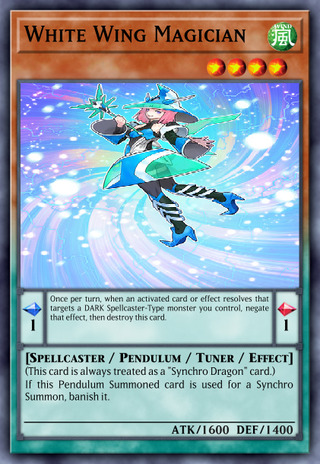 White Wing Magician
WIND
風
Once per turn, when an activated card or effect resolves that
targets a DARK Spellcaster-Type monster you control, negate
that effect, then destroy this card.
1
1
[Spellcaster / Pendulum / Tuner / Effect]
(This card is always treated as a "Synchro Dragon" card.)
If this Pendulum Summoned card is used for a Synchro
Summon, banish it.
ATK/1600 DEF/1400